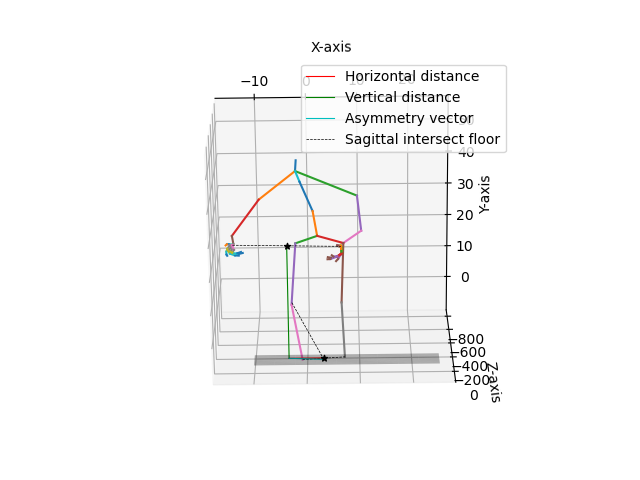 X-axis
−10
0
Horizontal distance
Vertical distance
Asymmetry vector
Sagittal intersect floor
40
30
Y-axis
20
10
0
−800
−600
−400
−200
0
Z-axis